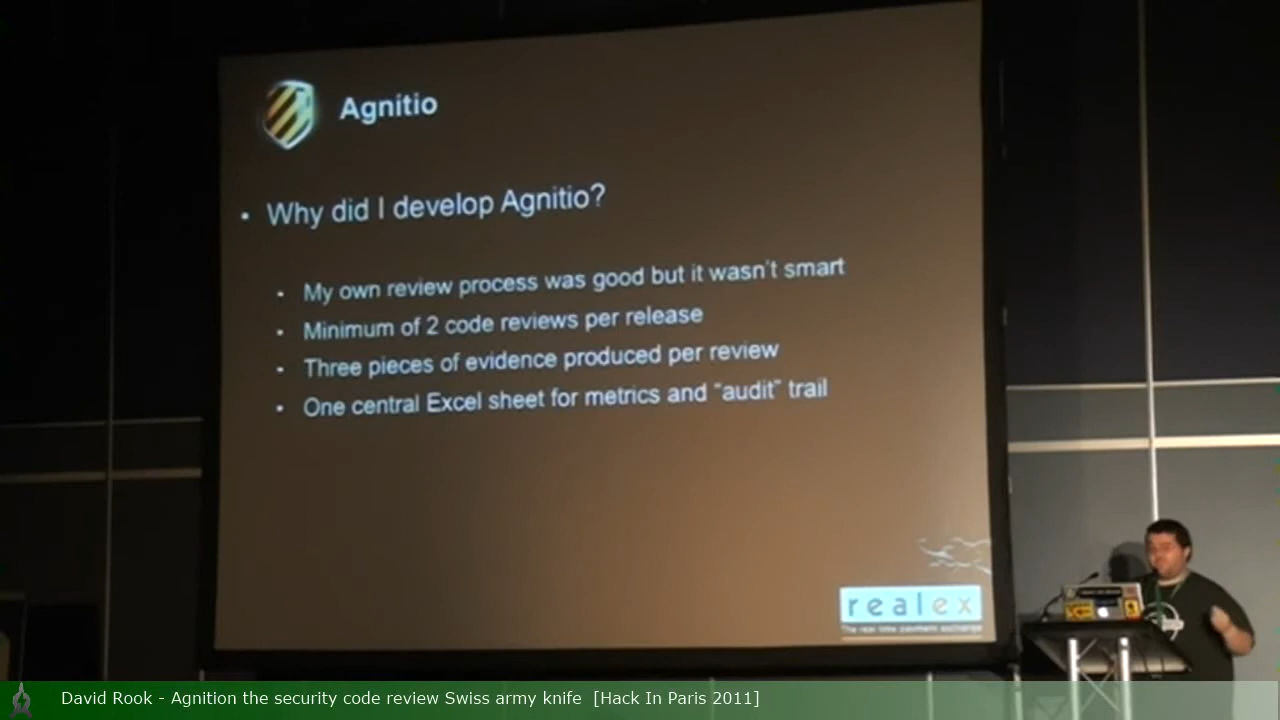 Agnitio
• Why did I develop Agnitio?
• My own review process was good but it wasn't smart
• Minimum of 2 code reviews per release
• Three pieces of evidence produced per review
• One central Excel sheet for metrics and “audit” trail
realex
David Rook - Agnition the security code review Swiss army knife [Hack In Paris 2011]